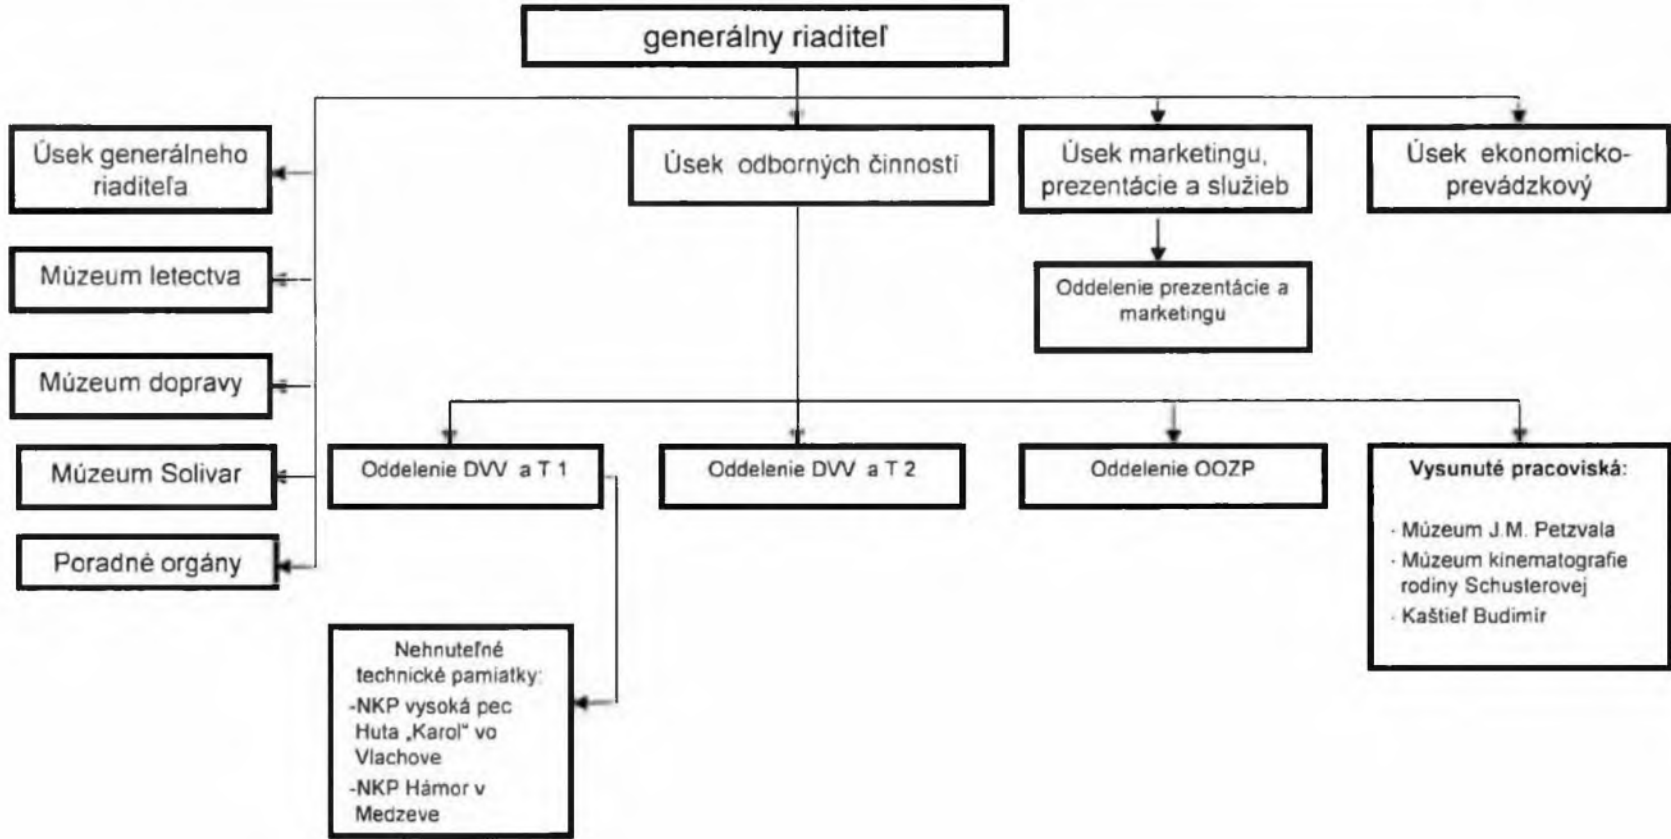 generálny riaditeľ
Úsek generálneho
riaditeľa
Úsek odborných činností
Úsek marketingu,
prezentácie a služieb
Úsek ekonomicko-
prevádzkový
Múzeum letectva
Oddelenie prezentácie a
marketingu
Múzeum dopravy
Múzeum Solivar
Poradné orgány
Oddelenie DVV a T 1
Oddelenie DVV a T 2
Oddelenie OOZP
Vysunuté pracoviská:
· Múzeum J.M. Petzvala
· Múzeum kinematografie
rodiny Schusterovej
· Kaštieľ Budimír
Nehnuteľné
technické pamiatky:
-NKP vysoká pec
Huta „Karol“ vo
Vlachove
-NKP Hámor v
Medzeve